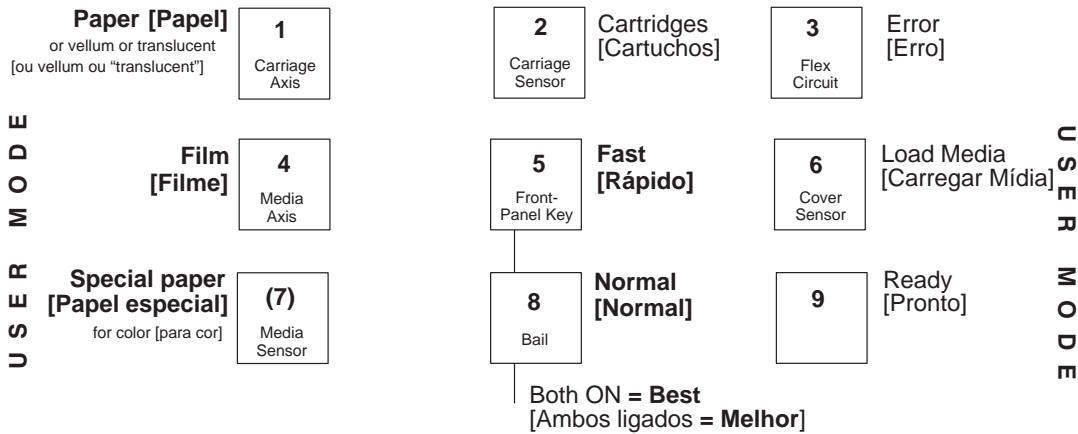 Paper [Papel]
or vellum or translucent
[ou vellum ou “translucent”]
1
Carriage
Axis
2
Carriage
Sensor
Cartridges
[Cartuchos]
3
Flex
Circuit
Error
[Erro]
USER MODE
Film
[Filme]
4
Media
Axis
5
Front-
Panel Key
Fast
[Rápido]
6
Cover
Sensor
Load Media
[Carregar Mídia]
USER MODE
Special paper
[Papel especial]
for color [para cor]
(7)
Media
Sensor
8
Bail
Normal
[Normal]
9
Ready
[Pronto]
Both ON = Best
[Ambos ligados = Melhor]